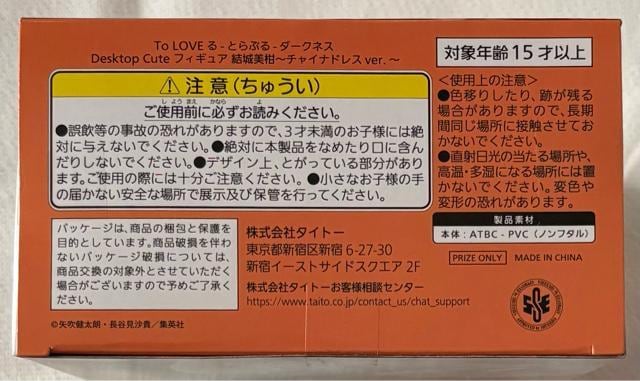 To LOVE る - とらぶる - ダークネス
Desktop Cute フィギュア 結城美柑～チャイナドレス ver. ～
⚠ 注意(ちゅうい)
ご使用前に必ずお読みください。
●誤飲等の事故の恐れがありますので、3才未満のお子様には絶
対に与えないでください。●絶対に本製品をなめたり口に含ん
だりしないでください。●デザイン上、とがっている部分があり
ます。ご使用の際には十分ご注意ください。●小さなお子様の手
の届かない安全な場所で展示及び保管を行ってください。
パッケージは、商品の梱包と保護を
目的としています。商品破損を伴わ
ないパッケージ破損については、
商品交換の対象外とさせていただく
場合がございますので予めご了承
ください。
©矢吹健太朗・長谷見沙貴／集英社
株式会社タイトー
東京都新宿区新宿 6-27-30
新宿イーストサイドスクエア 2F
株式会社タイトーお客様相談センター
https://www.taito.co.jp/contact_us/chat_support
対象年齢15才以上
＜使用上の注意＞
●色移りしたり、跡が残る
場合がありますので、長期
間同じ場所に接触させてお
かないでください。
●直射日光の当たる場所や、
高温・多湿になる場所には置
かないでください。変色や
変形の恐れがあります。
製品素材
本体：ATBC - PVC（ノンフタル）
PRIZE ONLY MADE IN CHINA